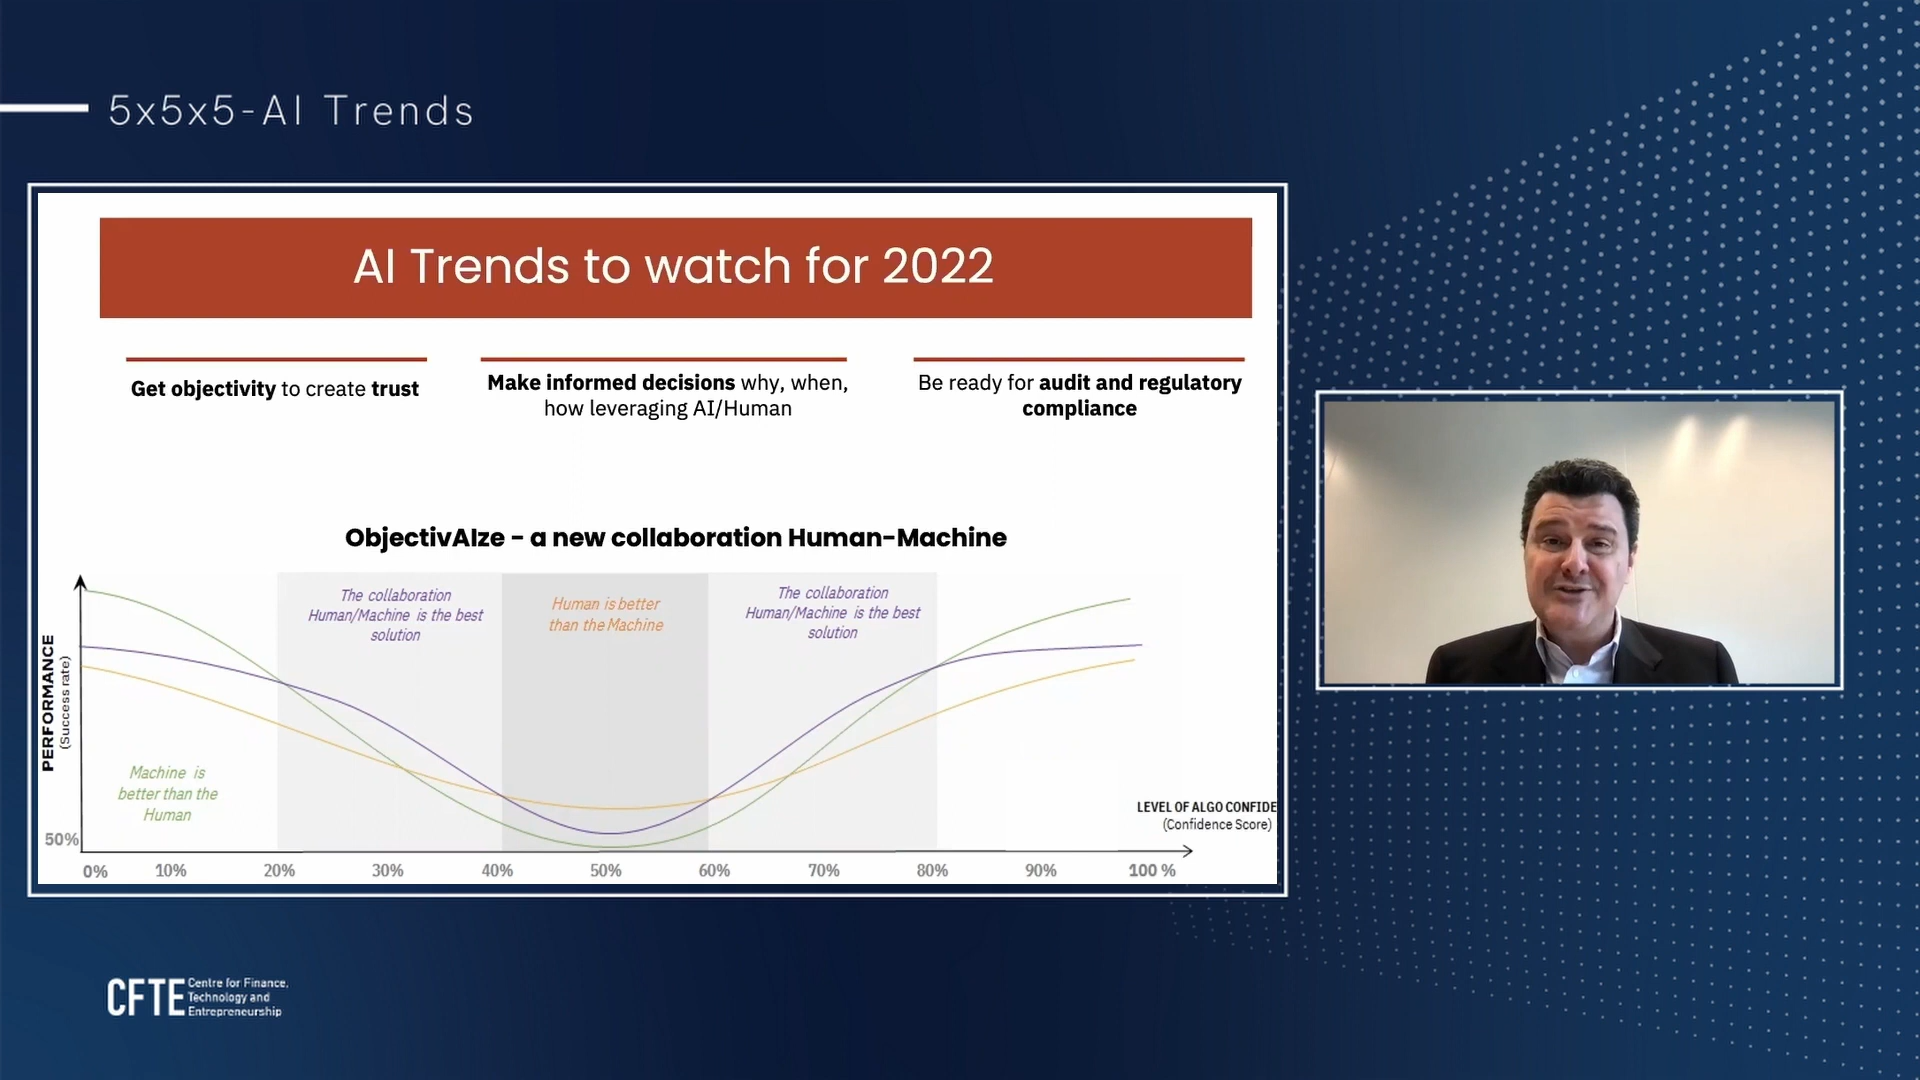 5x5x5-AI Trends
AI Trends to watch for 2022
Get objectivity to create trust
Make informed decisions why, when,
how leveraging AI/Human
Be ready for audit and regulatory
compliance
ObjectivAIze - a new collaboration Human-Machine
The collaboration
Human/Machine is the best
solution
Human is better
than the Machine
The collaboration
Human/Machine is the best
solution
PERFORMANCE
(Success rate)
Machine is
better than the
Human
LEVEL OF ALGO CONFIDE
(Confidence Score)
50%
0% 10% 20% 30% 40% 50% 60% 70% 80% 90% 100 %
CFTE
Centre for Finance,
Technology and
Entrepreneurship